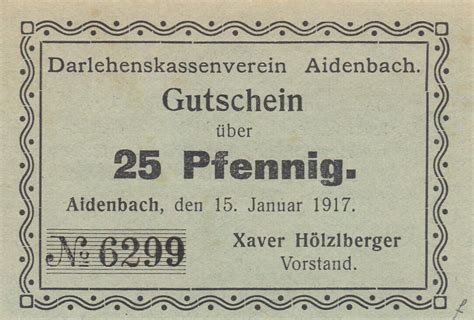 Darlehenskassenverein Aidenbach.
Gutschein
über
25 Pfennig.
Aidenbach, den 15. Januar 1917.
№ 6299
Xaver Hölzlberger
Vorstand.